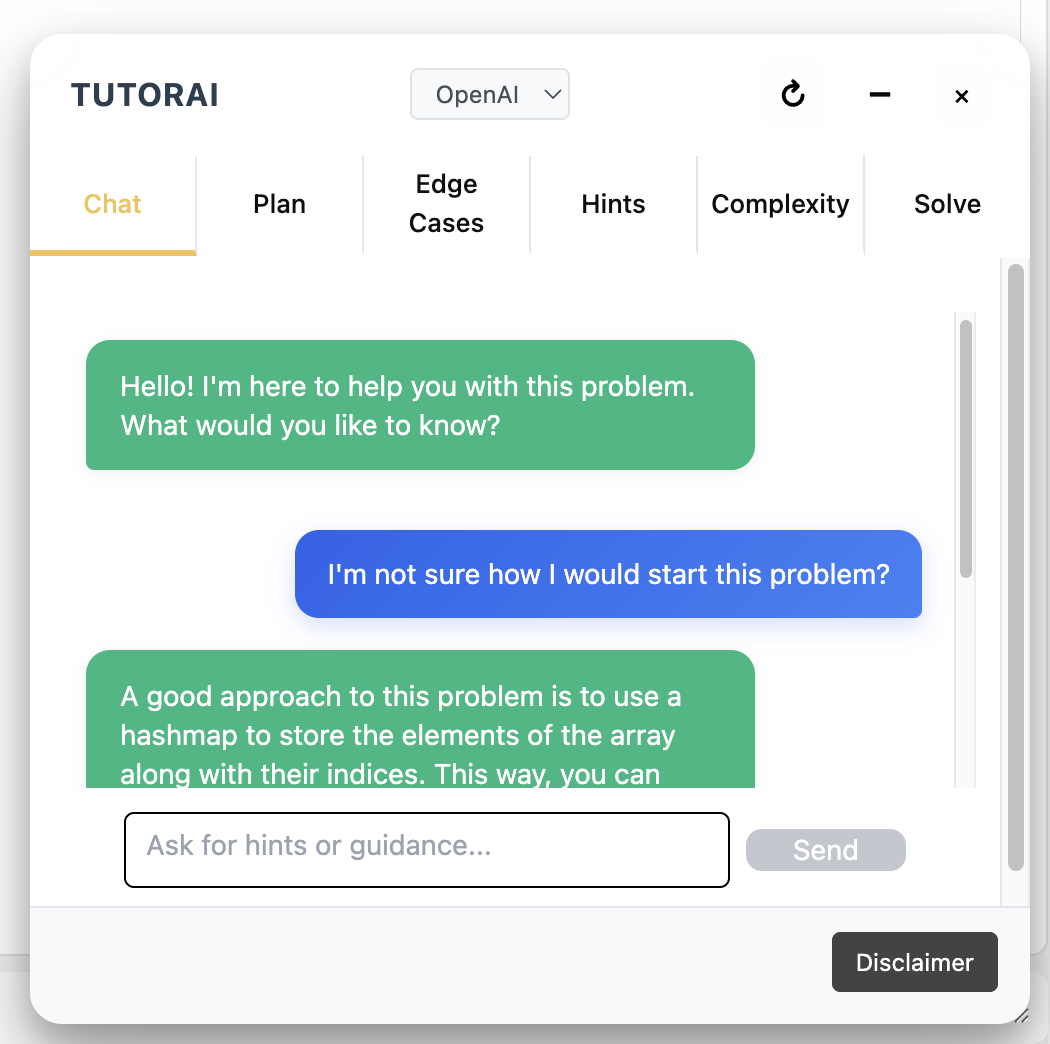 TUTORAI
OpenAI
Chat
Plan
Edge
Cases
Hints
Complexity
Solve
Hello! I'm here to help you with this problem.
What would you like to know?
I'm not sure how I would start this problem?
A good approach to this problem is to use a
hashmap to store the elements of the array
along with their indices. This way, you can
Ask for hints or guidance...
Send
Disclaimer